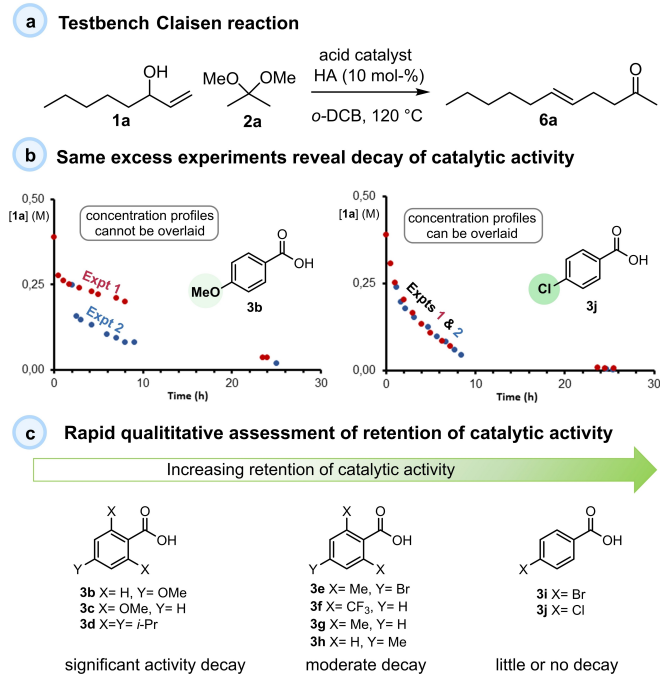 a Testbench Claisen reaction
OH
MeO OMe
acid catalyst
HA (10 mol-%)
o-DCB, 120 °C
O
1a
2a
6a
b Same excess experiments reveal decay of catalytic activity
0,50
[1a] (M)
0,25
0,00
0
10
20
30
Time (h)
concentration profiles
cannot be overlaid
Expt 1
Expt 2
O
OH
MeO
3b
0,50
[1a] (M)
0,25
0,00
0
10
20
30
Time (h)
concentration profiles
can be overlaid
Expts 1 & 2
O
OH
Cl
3j
c Rapid qualititative assessment of retention of catalytic activity
Increasing retention of catalytic activity
X O
OH
Y X
3b X= H, Y= OMe
3c X= OMe, Y= H
3d X=Y= i-Pr
significant activity decay
X O
OH
Y X
3e X= Me, Y= Br
3f X= CF3, Y= H
3g X= Me, Y= H
3h X= H, Y= Me
moderate decay
O
OH
X
3i X= Br
3j X= Cl
little or no decay